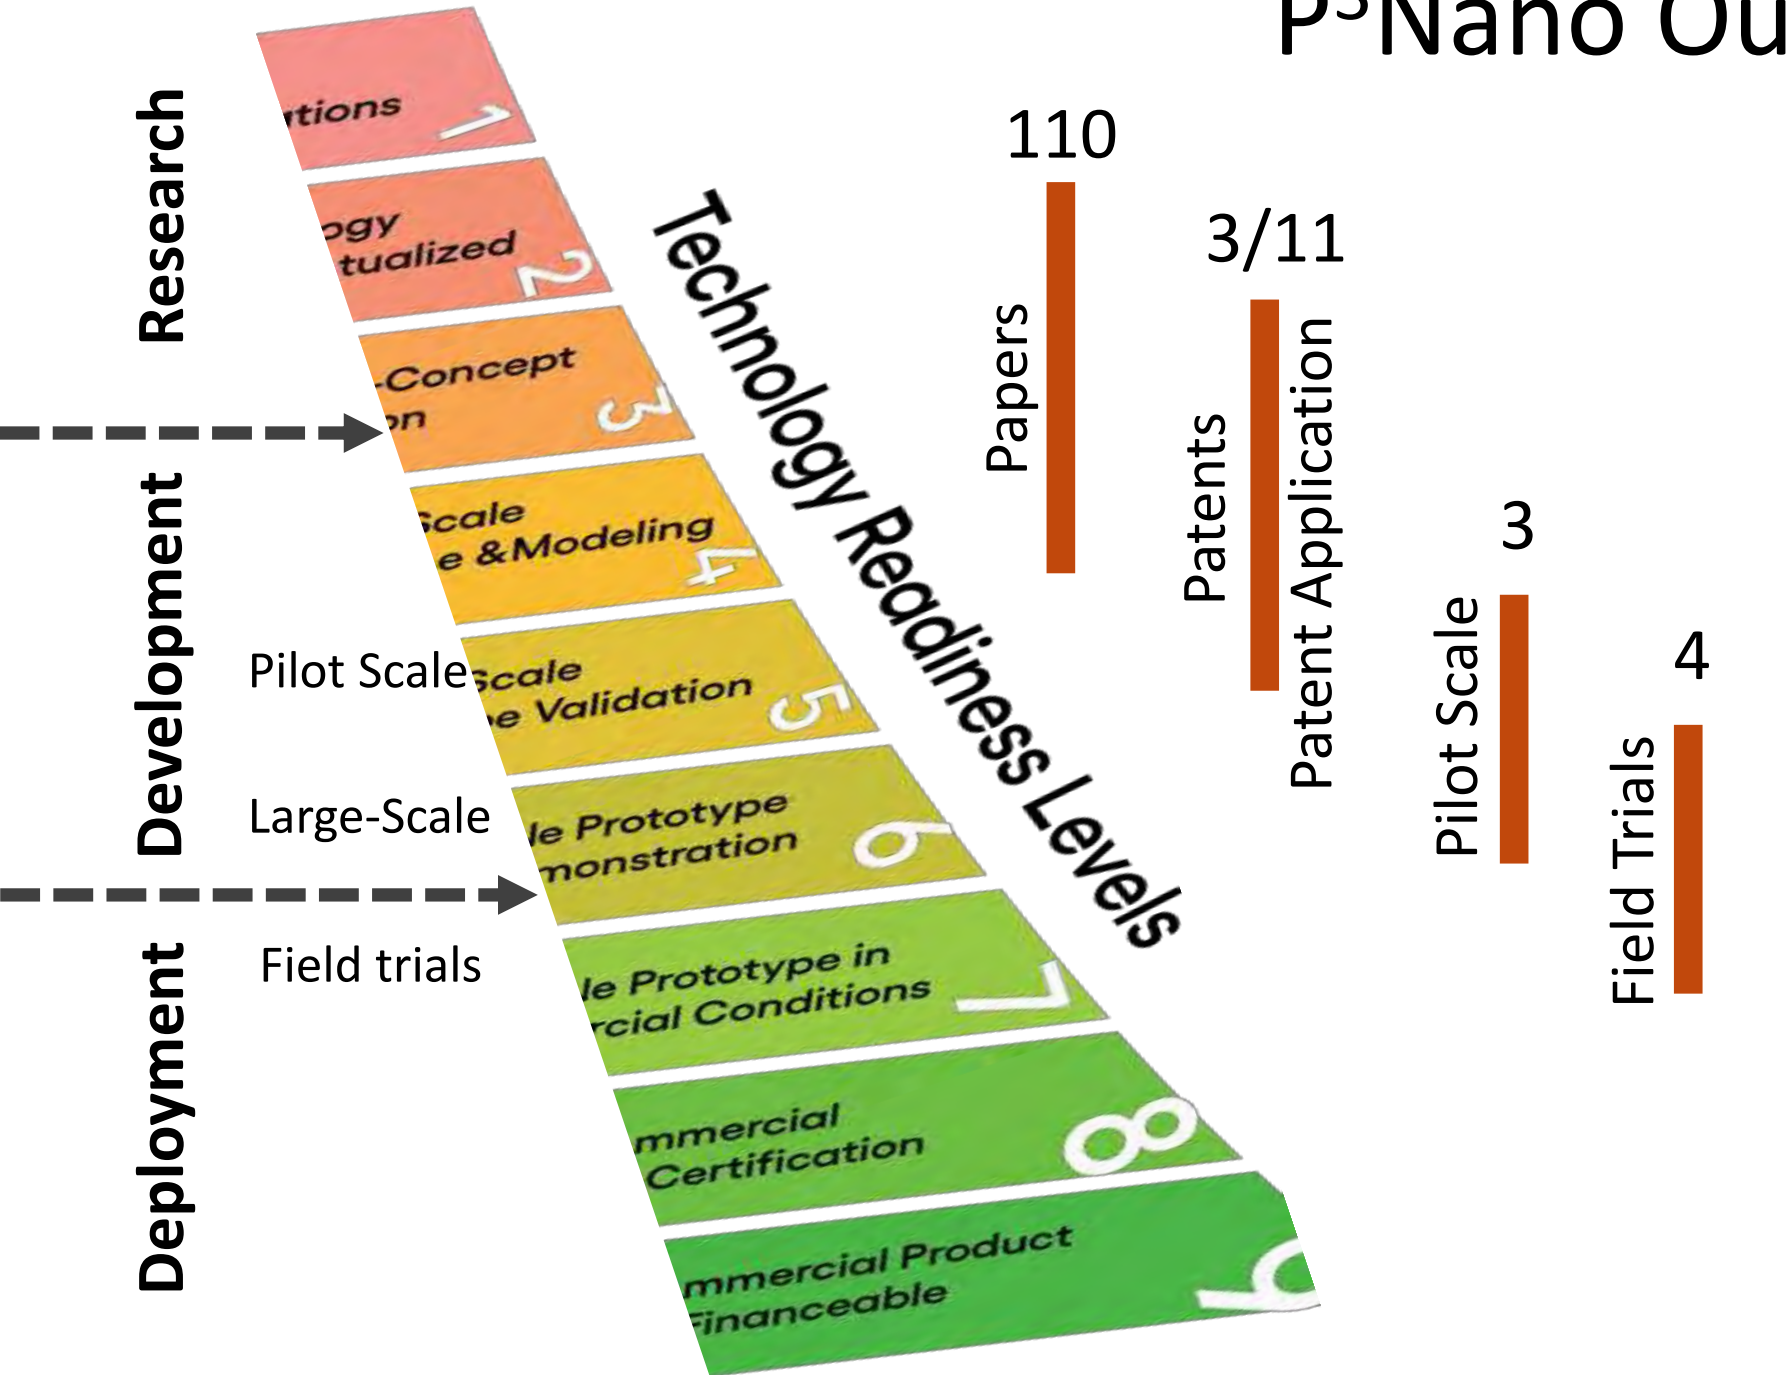 P³Nano Ou
Research
Development
Deployment
Pilot Scale
Large-Scale
Field trials
ations
1
ogy
tualized
2
-Concept
on
3
Scale
e &Modeling
4
Scale
pe Validation
5
le Prototype
monstration
6
le Prototype in
rcial Conditions
7
mmercial
Certification
8
mmercial Product
Financeable
9
Technology Readiness Levels
110
Papers
3/11
Patents
Patent Application
3
Pilot Scale
4
Field Trials